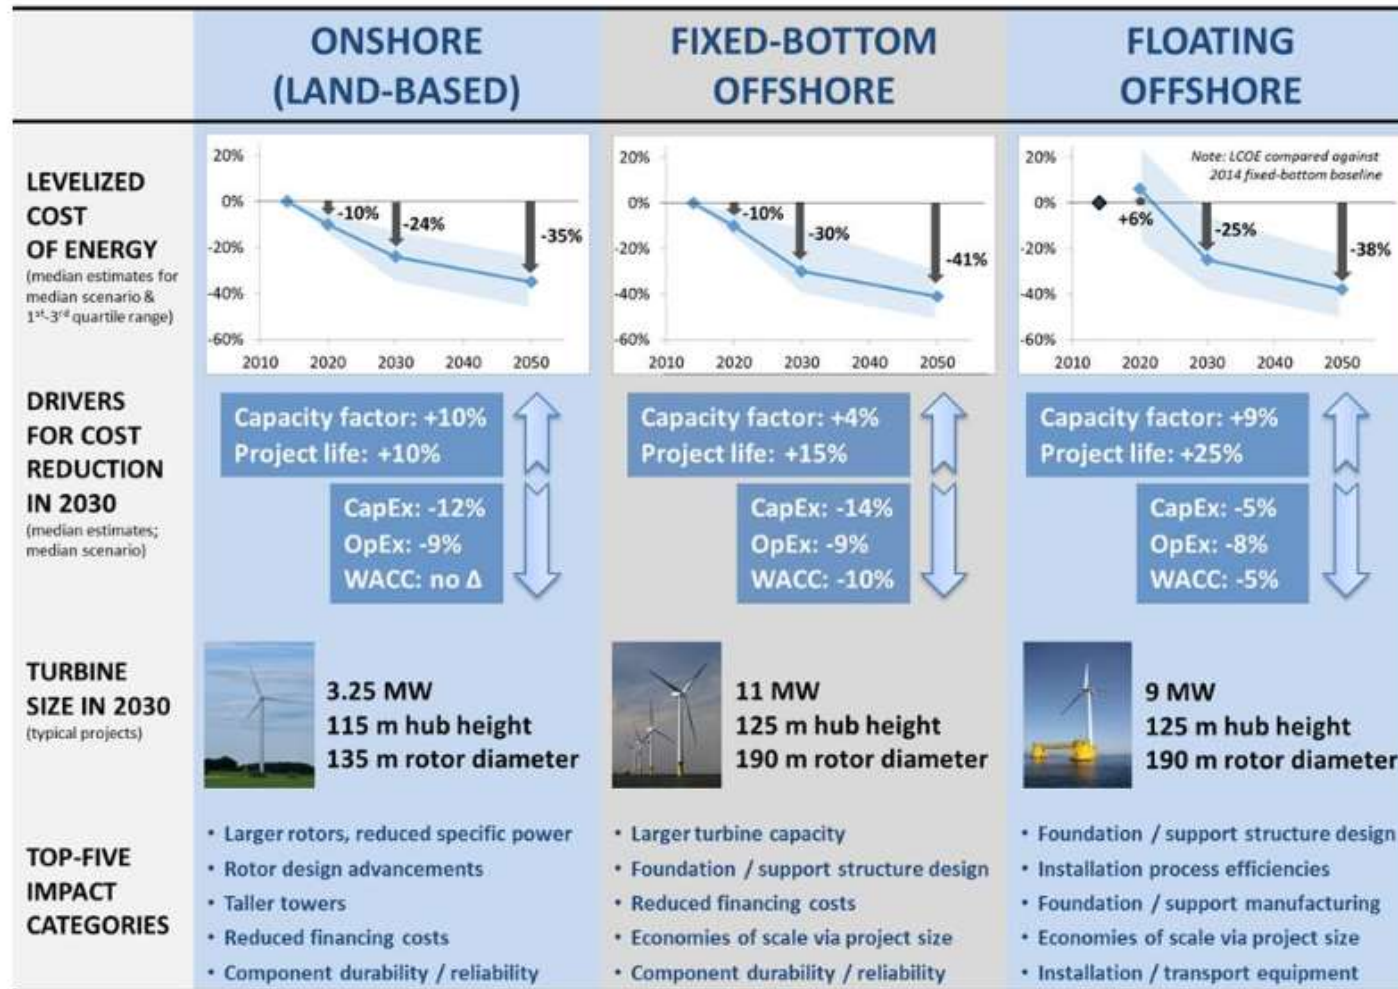 ONSHORE
(LAND-BASED)
FIXED-BOTTOM
OFFSHORE
FLOATING
OFFSHORE
LEVELIZED
COST
OF ENERGY
(median estimates for
median scenario &
1st-3rd quartile range)
20%
0%
-20%
-40%
-60%
-10%
-24%
-35%
2010 2020 2030 2040 2050
20%
0%
-20%
-40%
-60%
-10%
-30%
-41%
2010 2020 2030 2040 2050
Note: LCOE compared against
2014 fixed-bottom baseline
20%
0%
-20%
-40%
-60%
+6%
-25%
-38%
2010 2020 2030 2040 2050
DRIVERS
FOR COST
REDUCTION
IN 2030
(median estimates;
median scenario)
Capacity factor: +10%
Project life: +10%
CapEx: -12%
OpEx: -9%
WACC: no Δ
Capacity factor: +4%
Project life: +15%
CapEx: -14%
OpEx: -9%
WACC: -10%
Capacity factor: +9%
Project life: +25%
CapEx: -5%
OpEx: -8%
WACC: -5%
TURBINE
SIZE IN 2030
(typical projects)
3.25 MW
115 m hub height
135 m rotor diameter
11 MW
125 m hub height
190 m rotor diameter
9 MW
125 m hub height
190 m rotor diameter
TOP-FIVE
IMPACT
CATEGORIES
• Larger rotors, reduced specific power
• Rotor design advancements
• Taller towers
• Reduced financing costs
• Component durability / reliability
• Larger turbine capacity
• Foundation / support structure design
• Reduced financing costs
• Economies of scale via project size
• Component durability / reliability
• Foundation / support structure design
• Installation process efficiencies
• Foundation / support manufacturing
• Economies of scale via project size
• Installation / transport equipment